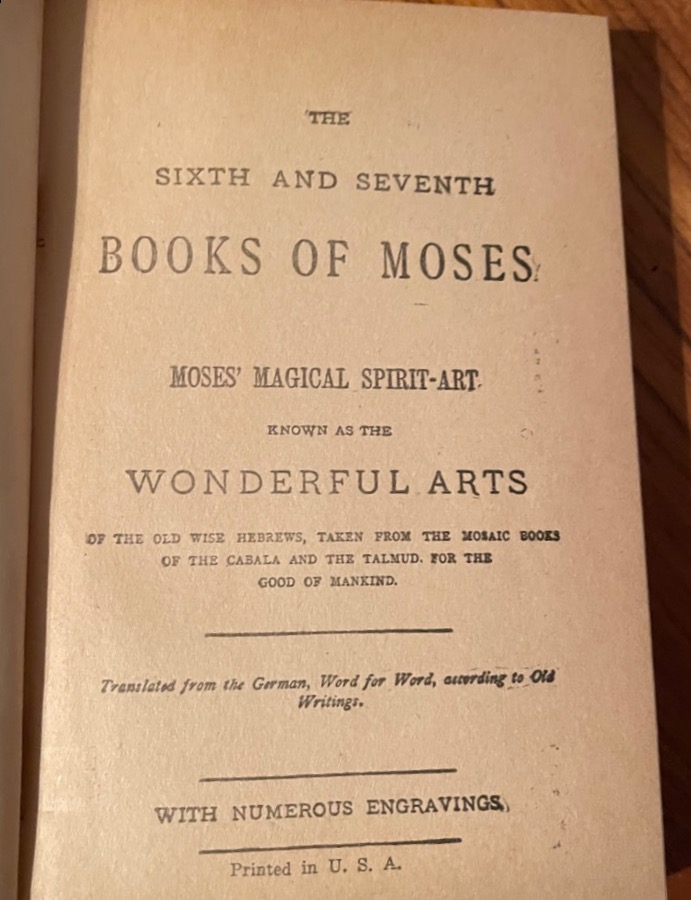 THE
SIXTH AND SEVENTH
BOOKS OF MOSES.
MOSES' MAGICAL SPIRIT-ART
KNOWN AS THE
WONDERFUL ARTS
OF THE OLD WISE HEBREWS, TAKEN FROM THE MOSAIC BOOKS
OF THE CABALA AND THE TALMUD. FOR THE
GOOD OF MANKIND.
Translated from the German, Word for Word, according to Old
Writings.
WITH NUMEROUS ENGRAVINGS,
Printed in U. S. A.